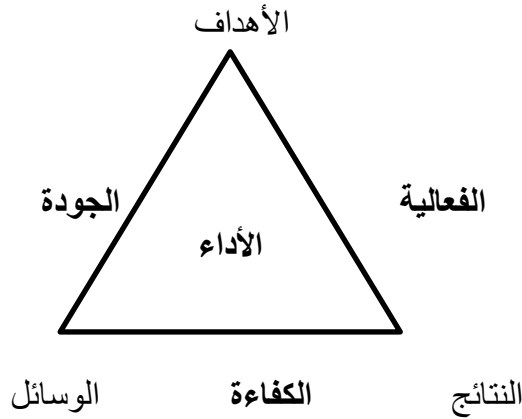 الأهداف
الفعالية
الجودة
الأداء
النتائج
الكفاءة
الوسائل